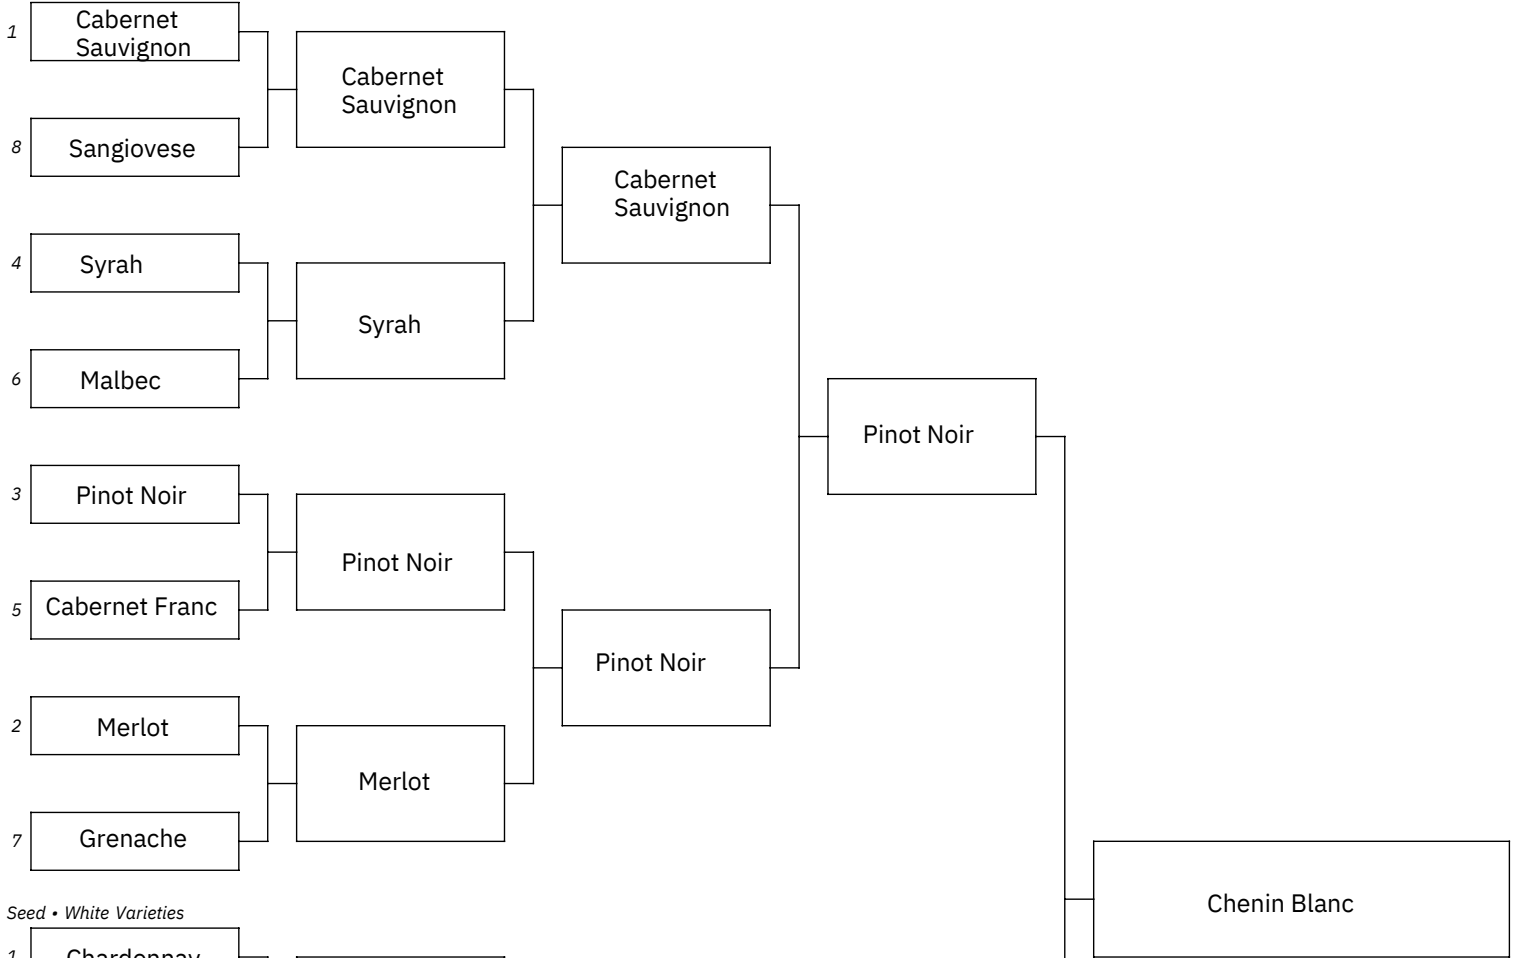 1
Cabernet
Sauvignon
8
Sangiovese
4
Syrah
6
Malbec
3
Pinot Noir
5
Cabernet Franc
2
Merlot
7
Grenache
Cabernet
Sauvignon
Syrah
Pinot Noir
Merlot
Cabernet
Sauvignon
Pinot Noir
Pinot Noir
Chenin Blanc
Seed • White Varieties
1
Chardonnay